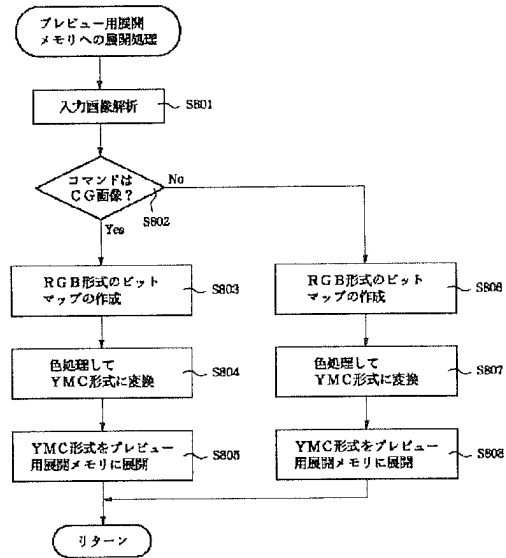 プレビュー用展開
メモリへの展開処理
入力画像解析
S801
コマンドは
CG画像?
S802
No
Yes
RGB形式のビット
マップの作成
S803
色処理して
YMC形式に変換
S804
YMC形式をプレビュー
用展開メモリに展開
S805
RGB形式のビット
マップの作成
S806
色処理して
YMC形式に変換
S807
YMC形式をプレビュー
用展開メモリに展開
S808
リターン